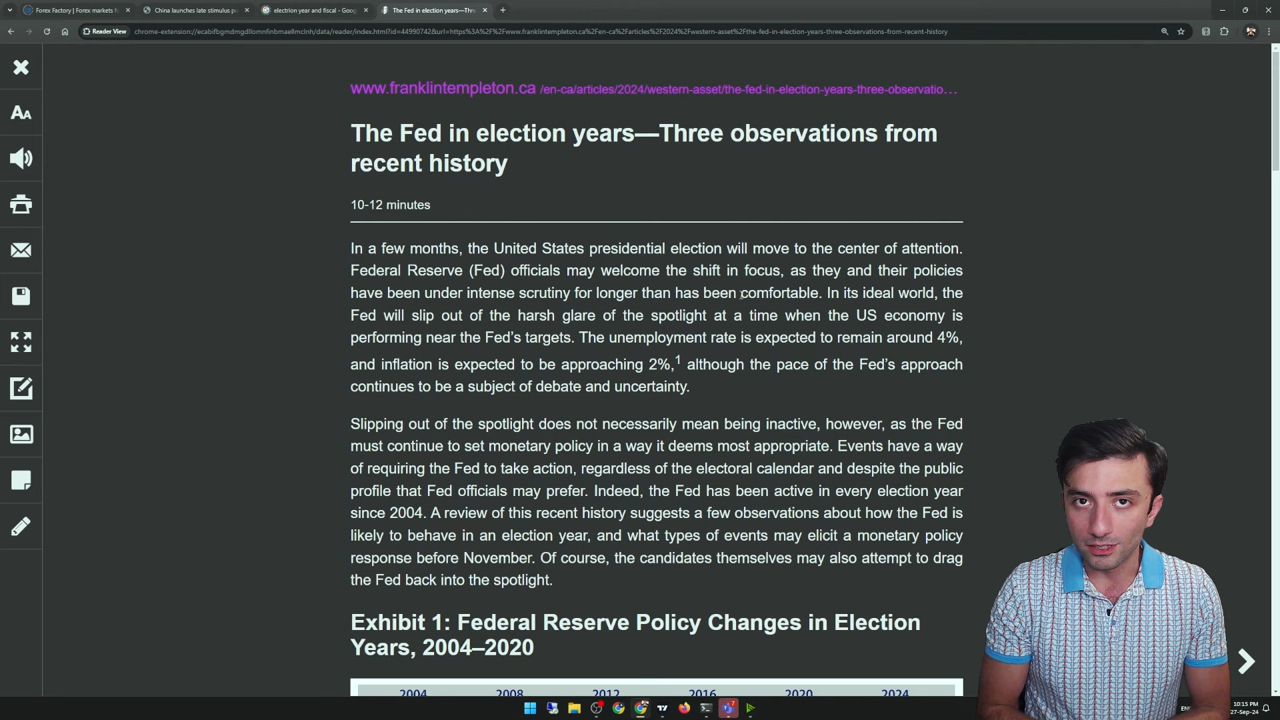 Forex Factory | Forex markets f
China launches late stimulus p
electrion year and fiscal - Goog
The Fed in election years—Thre
Reader View
chrome-extension://ecabifbgmdmgdllomnfinbmaellmclnh/data/reader/index.html?id=44990742&url=https%3A%2F%2Fwww.franklintempleton.ca%2Fen-ca%2Farticles%2F2024%2Fwestern-asset%2Fthe-fed-in-election-years-three-observations-from-recent-history
www.franklintempleton.ca /en-ca/articles/2024/western-asset/the-fed-in-election-years-three-observatio…
The Fed in election years—Three observations from
recent history
10-12 minutes
In a few months, the United States presidential election will move to the center of attention.
Federal Reserve (Fed) officials may welcome the shift in focus, as they and their policies
have been under intense scrutiny for longer than has been comfortable. In its ideal world, the
Fed will slip out of the harsh glare of the spotlight at a time when the US economy is
performing near the Fed's targets. The unemployment rate is expected to remain around 4%,
and inflation is expected to be approaching 2%,1 although the pace of the Fed's approach
continues to be a subject of debate and uncertainty.
Slipping out of the spotlight does not necessarily mean being inactive, however, as the Fed
must continue to set monetary policy in a way it deems most appropriate. Events have a way
of requiring the Fed to take action, regardless of the electoral calendar and despite the public
profile that Fed officials may prefer. Indeed, the Fed has been active in every election year
since 2004. A review of this recent history suggests a few observations about how the Fed is
likely to behave in an election year, and what types of events may elicit a monetary policy
response before November. Of course, the candidates themselves may also attempt to drag
the Fed back into the spotlight.
Exhibit 1: Federal Reserve Policy Changes in Election
Years, 2004–2020
2004 2008 2012 2016 2020 2024
10:15 PM
27-Sep-24